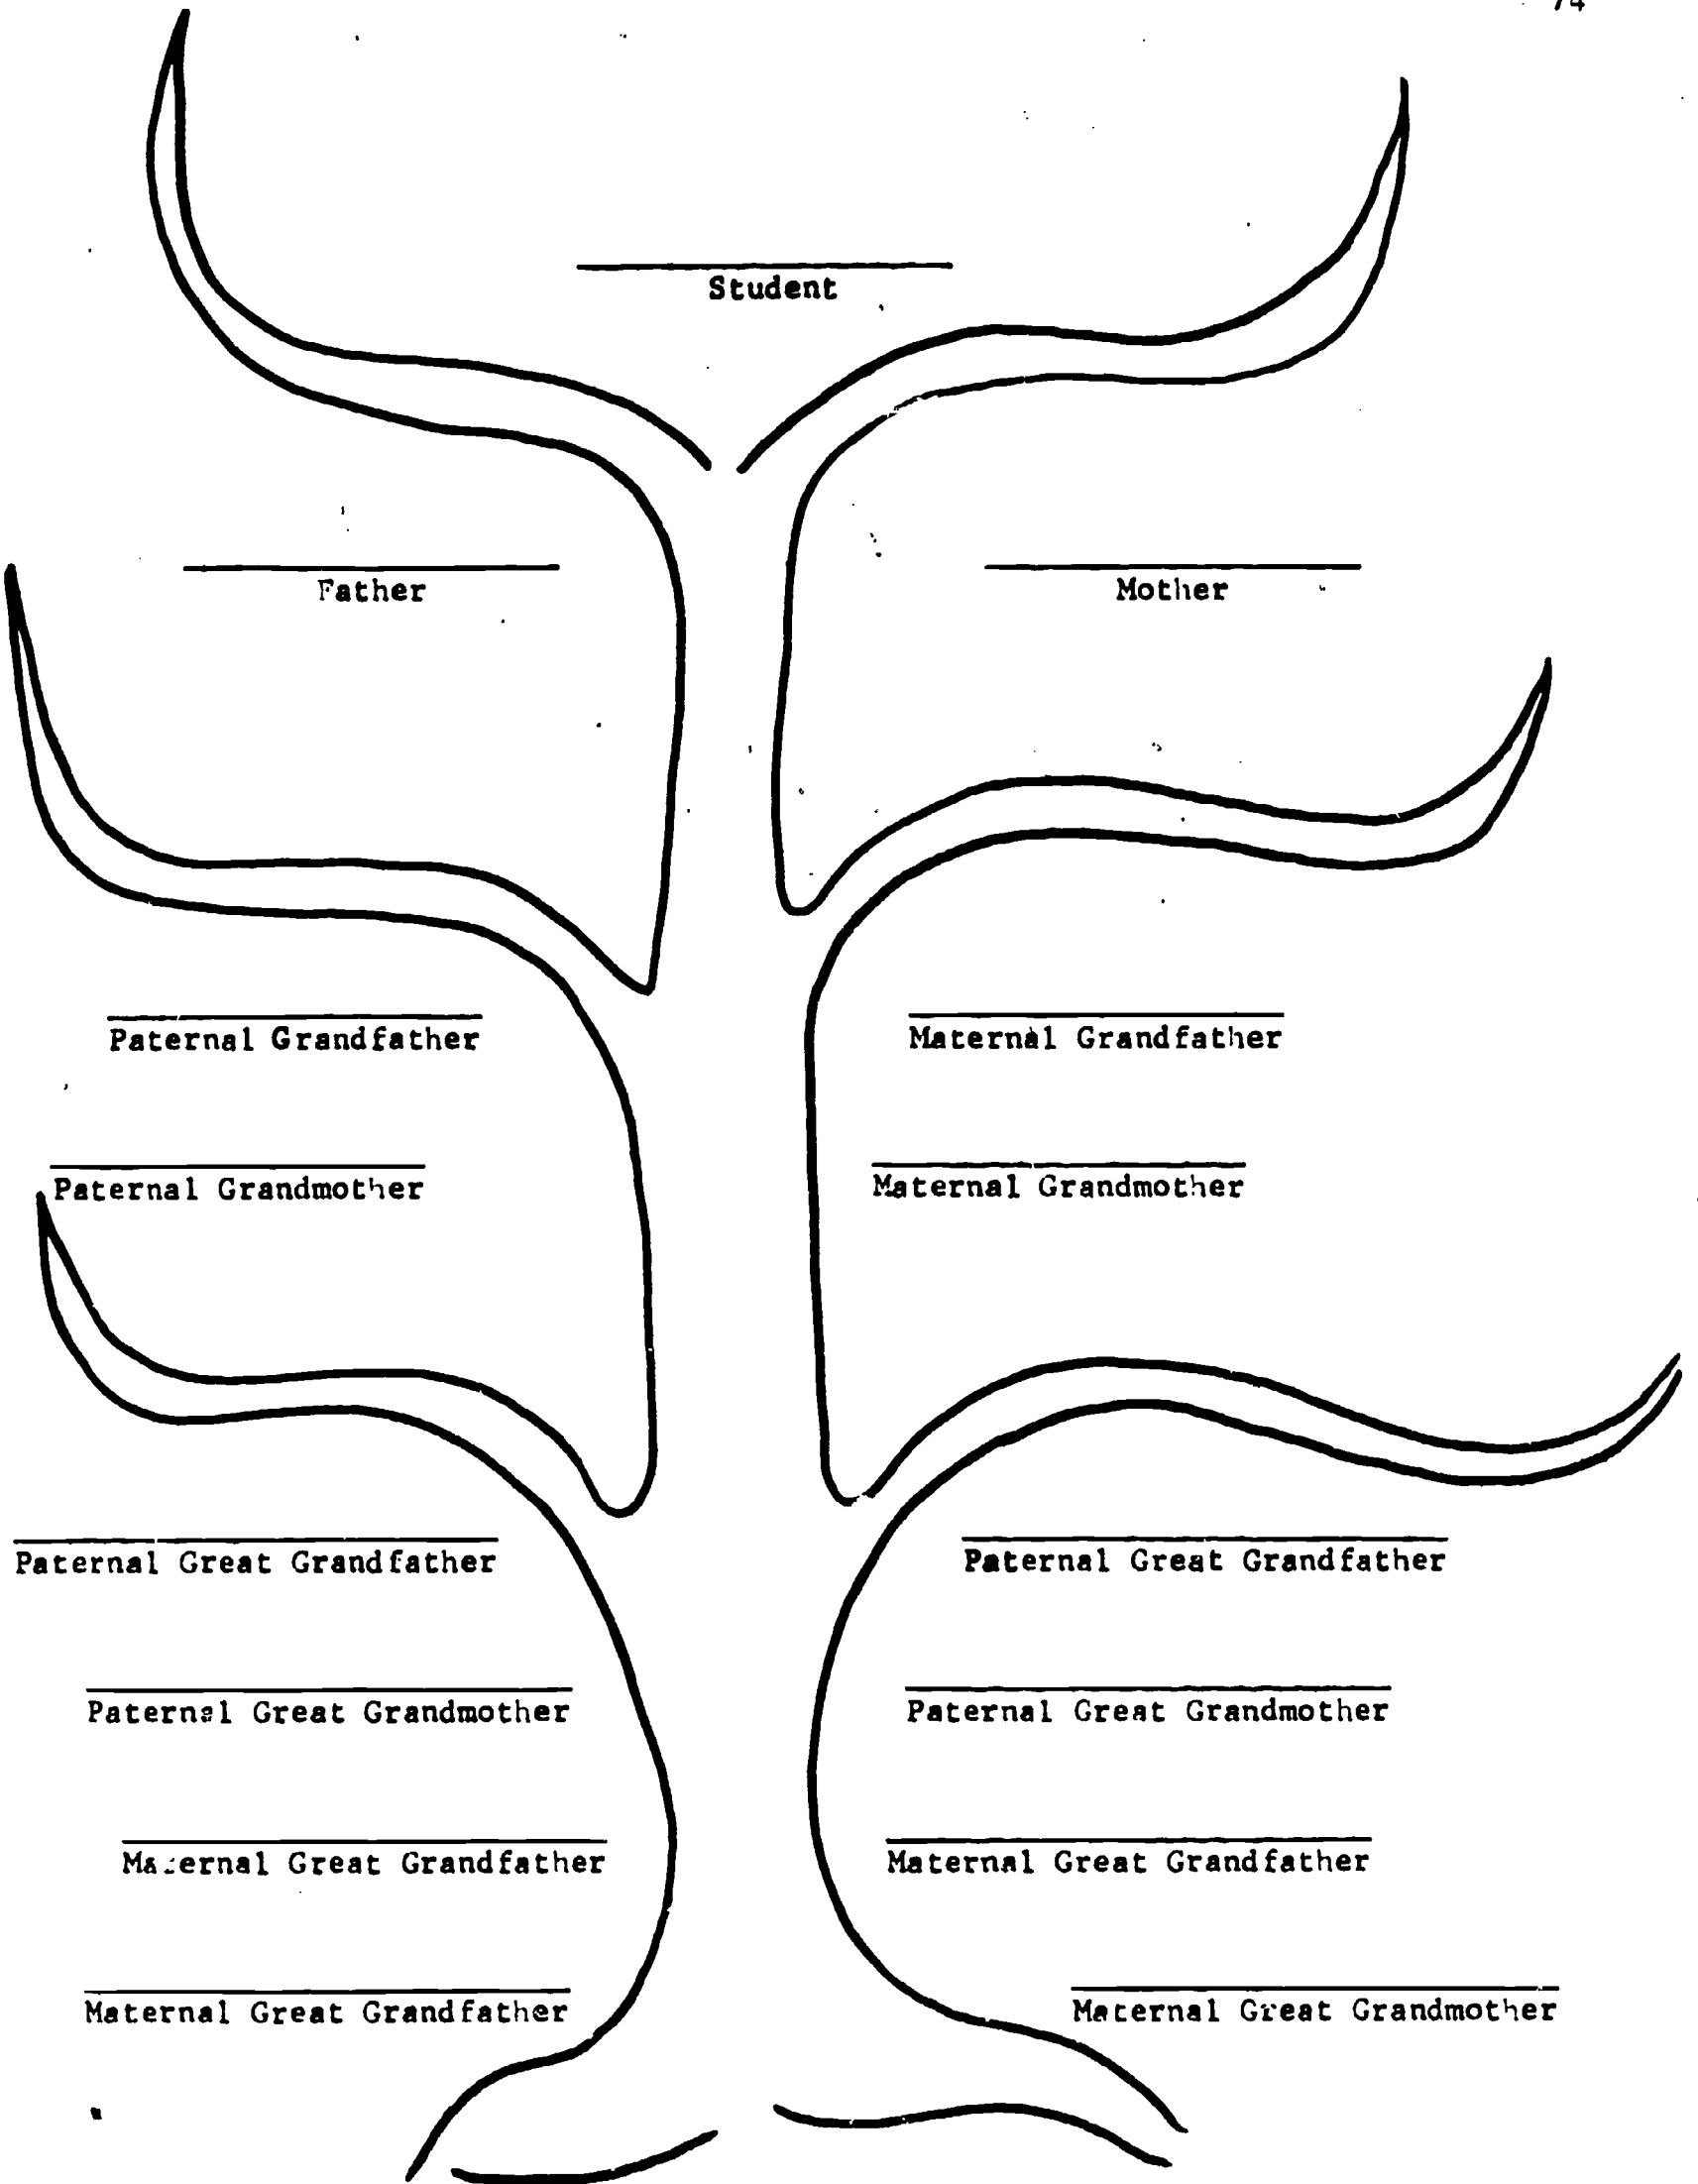 74
Student
Father
Mother
Paternal Grandfather
Maternal Grandfather
Paternal Grandmother
Maternal Grandmother
Paternal Great Grandfather
Paternal Great Grandfather
Paternal Great Grandmother
Paternal Great Grandmother
Maternal Great Grandfather
Maternal Great Grandfather
Maternal Great Grandfather
Maternal Great Grandmother